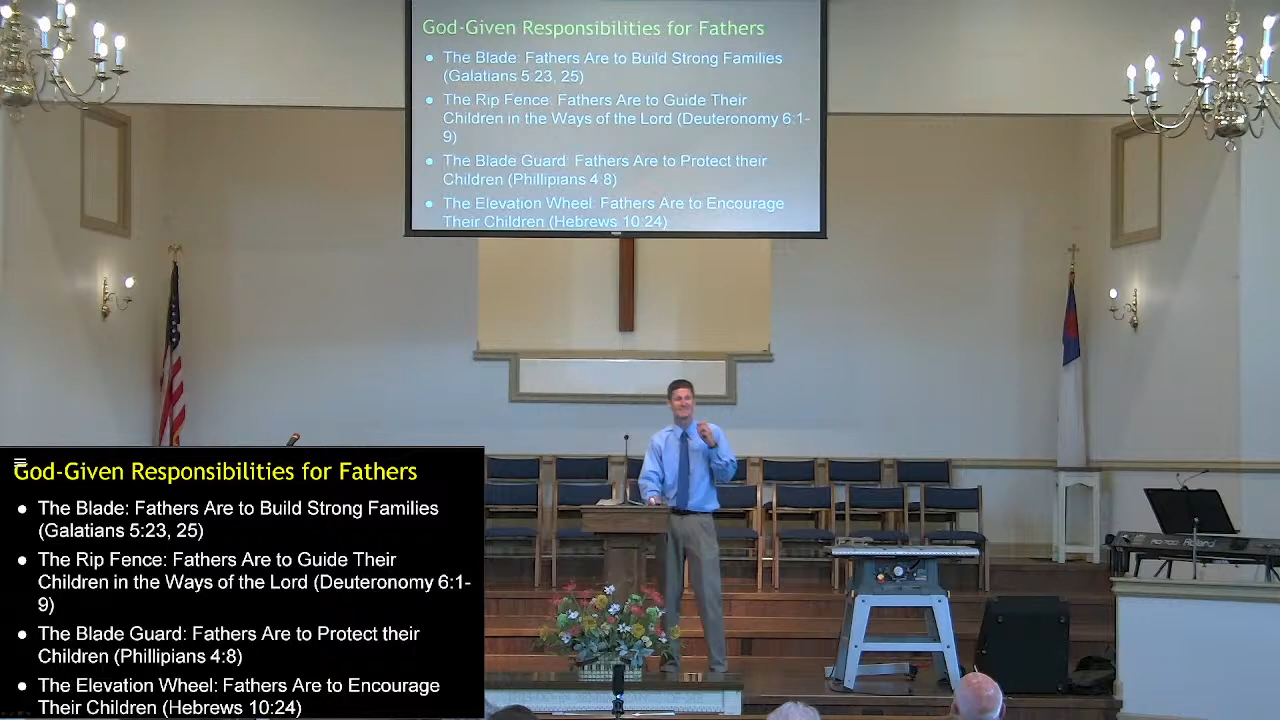 God-Given Responsibilities for Fathers
The Blade: Fathers Are to Build Strong Families
(Galatians 5:23, 25)
The Rip Fence: Fathers Are to Guide Their
Children in the Ways of the Lord (Deuteronomy 6:1-
9)
The Blade Guard: Fathers Are to Protect their
Children (Phillipians 4:8)
The Elevation Wheel: Fathers Are to Encourage
Their Children (Hebrews 10:24)
God-Given Responsibilities for Fathers
The Blade: Fathers Are to Build Strong Families
(Galatians 5:23, 25)
The Rip Fence: Fathers Are to Guide Their
Children in the Ways of the Lord (Deuteronomy 6:1-
9)
The Blade Guard: Fathers Are to Protect their
Children (Phillipians 4:8)
The Elevation Wheel: Fathers Are to Encourage
Their Children (Hebrews 10:24)
Roland